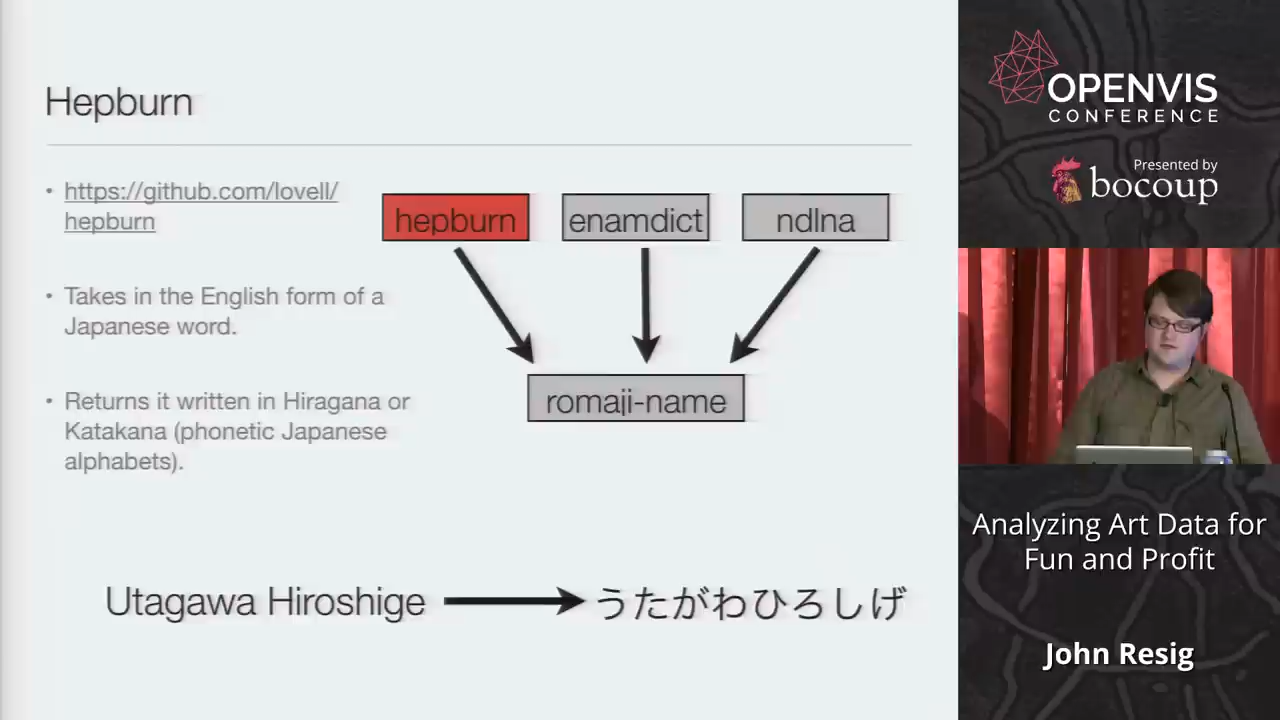 Hepburn
• https://github.com/lovell/
hepburn
• Takes in the English form of a
Japanese word.
• Returns it written in Hiragana or
Katakana (phonetic Japanese
alphabets).
hepburn
enamdict
ndlna
romaji-name
Utagawa Hiroshige
うたがわひろしげ
OPENVIS
CONFERENCE
Presented by
bocoup
Analyzing Art Data for
Fun and Profit
John Resig